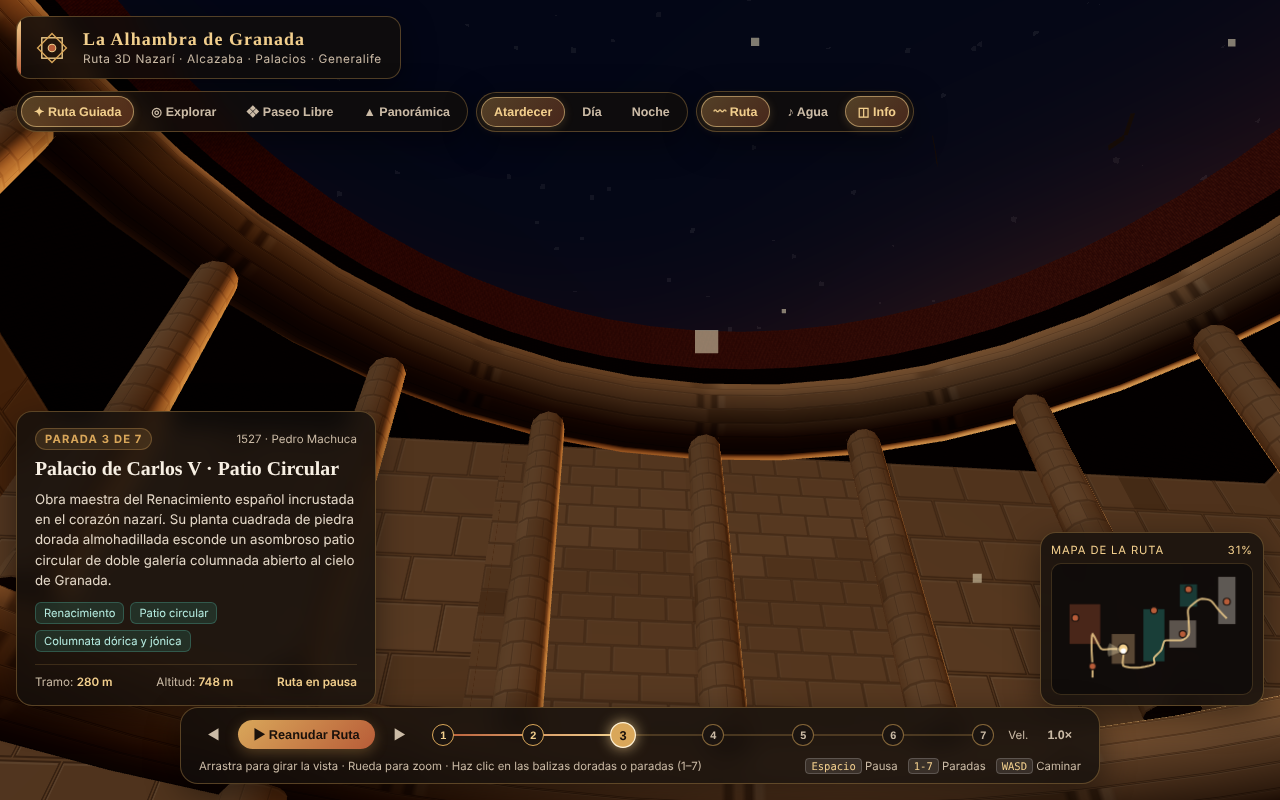 La Alhambra de Granada
Ruta 3D Nazarí · Alcazaba · Palacios · Generalife
✦ Ruta Guiada
◎ Explorar
❖ Paseo Libre
▲ Panorámica
Atardecer
Día
Noche
〰 Ruta
♪ Agua
◫ Info
PARADA 3 DE 7
1527 · Pedro Machuca
Palacio de Carlos V · Patio Circular
Obra maestra del Renacimiento español incrustada
en el corazón nazarí. Su planta cuadrada de piedra
dorada almohadillada esconde un asombroso patio
circular de doble galería columnada abierto al cielo
de Granada.
Renacimiento
Patio circular
Columnata dórica y jónica
Tramo: 280 m
Altitud: 748 m
Ruta en pausa
MAPA DE LA RUTA
31%
◀
▶ Reanudar Ruta
▶
1
2
3
4
5
6
7
Vel.
1.0×
Arrastra para girar la vista · Rueda para zoom · Haz clic en las balizas doradas o paradas (1–7)
Espacio Pausa
1-7 Paradas
WASD Caminar